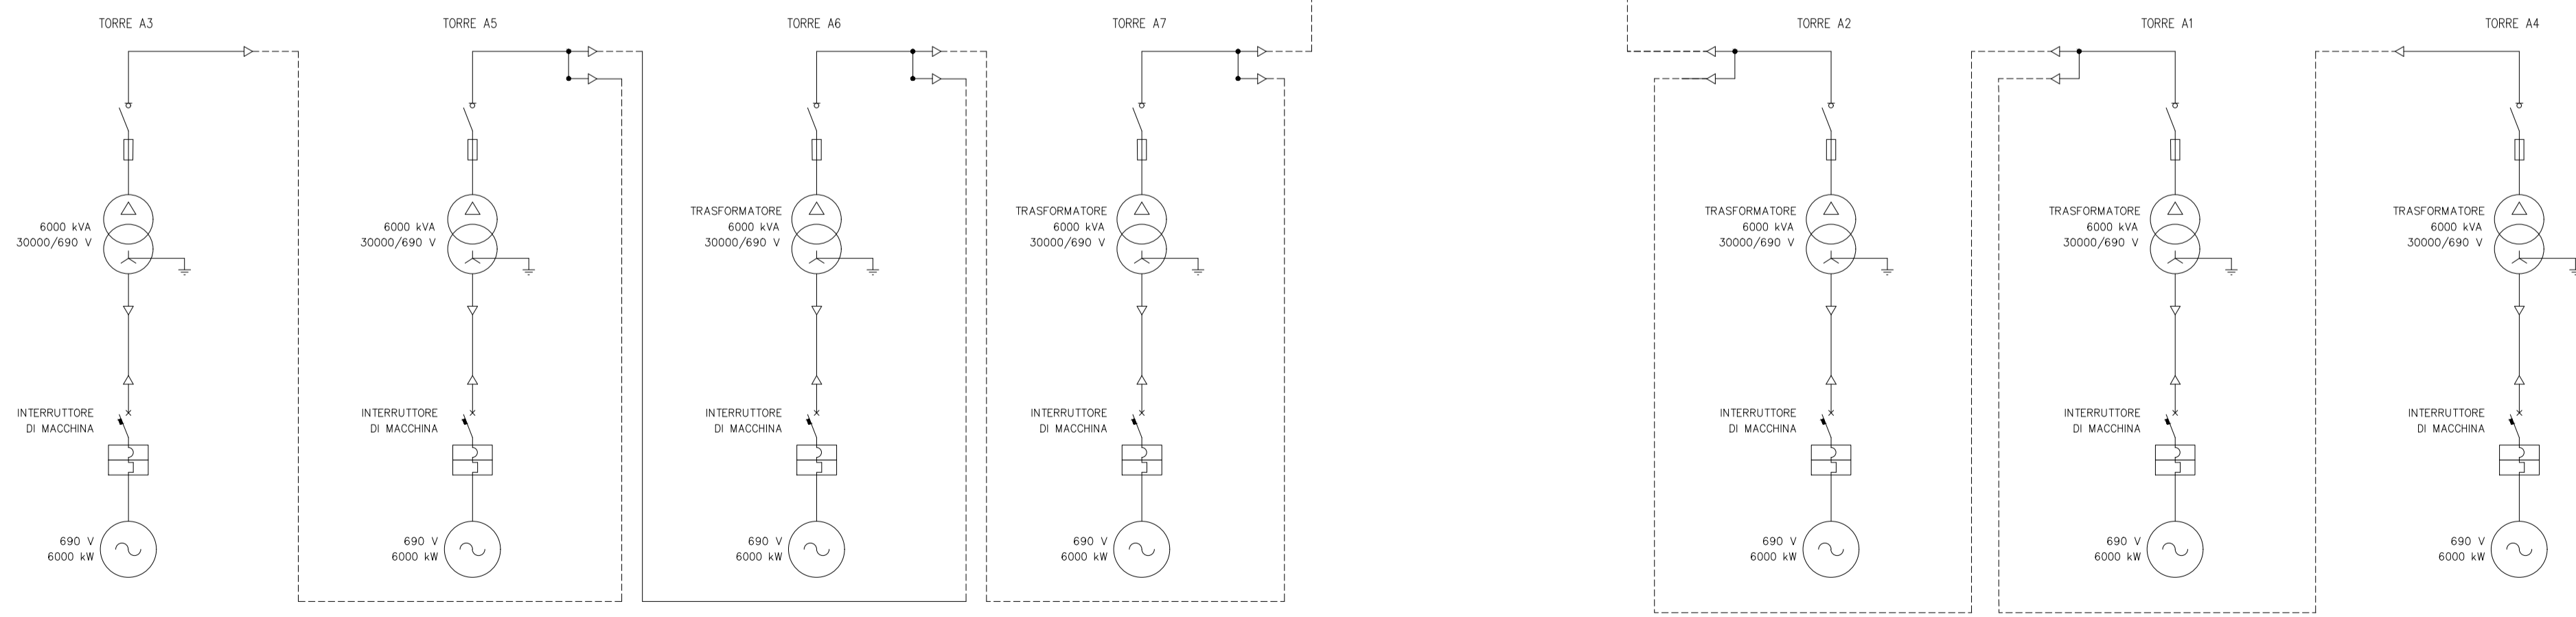 TORRE A3
TORRE A5
TORRE A6
TORRE A7
TORRE A2
TORRE A1
TORRE A4
6000 kVA
30000/690 V
6000 kVA
30000/690 V
TRASFORMATORE
6000 kVA
30000/690 V
TRASFORMATORE
6000 kVA
30000/690 V
TRASFORMATORE
6000 kVA
30000/690 V
TRASFORMATORE
6000 kVA
30000/690 V
TRASFORMATORE
6000 kVA
30000/690 V
INTERRUTTORE
DI MACCHINA
INTERRUTTORE
DI MACCHINA
INTERRUTTORE
DI MACCHINA
INTERRUTTORE
DI MACCHINA
INTERRUTTORE
DI MACCHINA
INTERRUTTORE
DI MACCHINA
INTERRUTTORE
DI MACCHINA
690 V
6000 kW
690 V
6000 kW
690 V
6000 kW
690 V
6000 kW
690 V
6000 kW
690 V
6000 kW
690 V
6000 kW